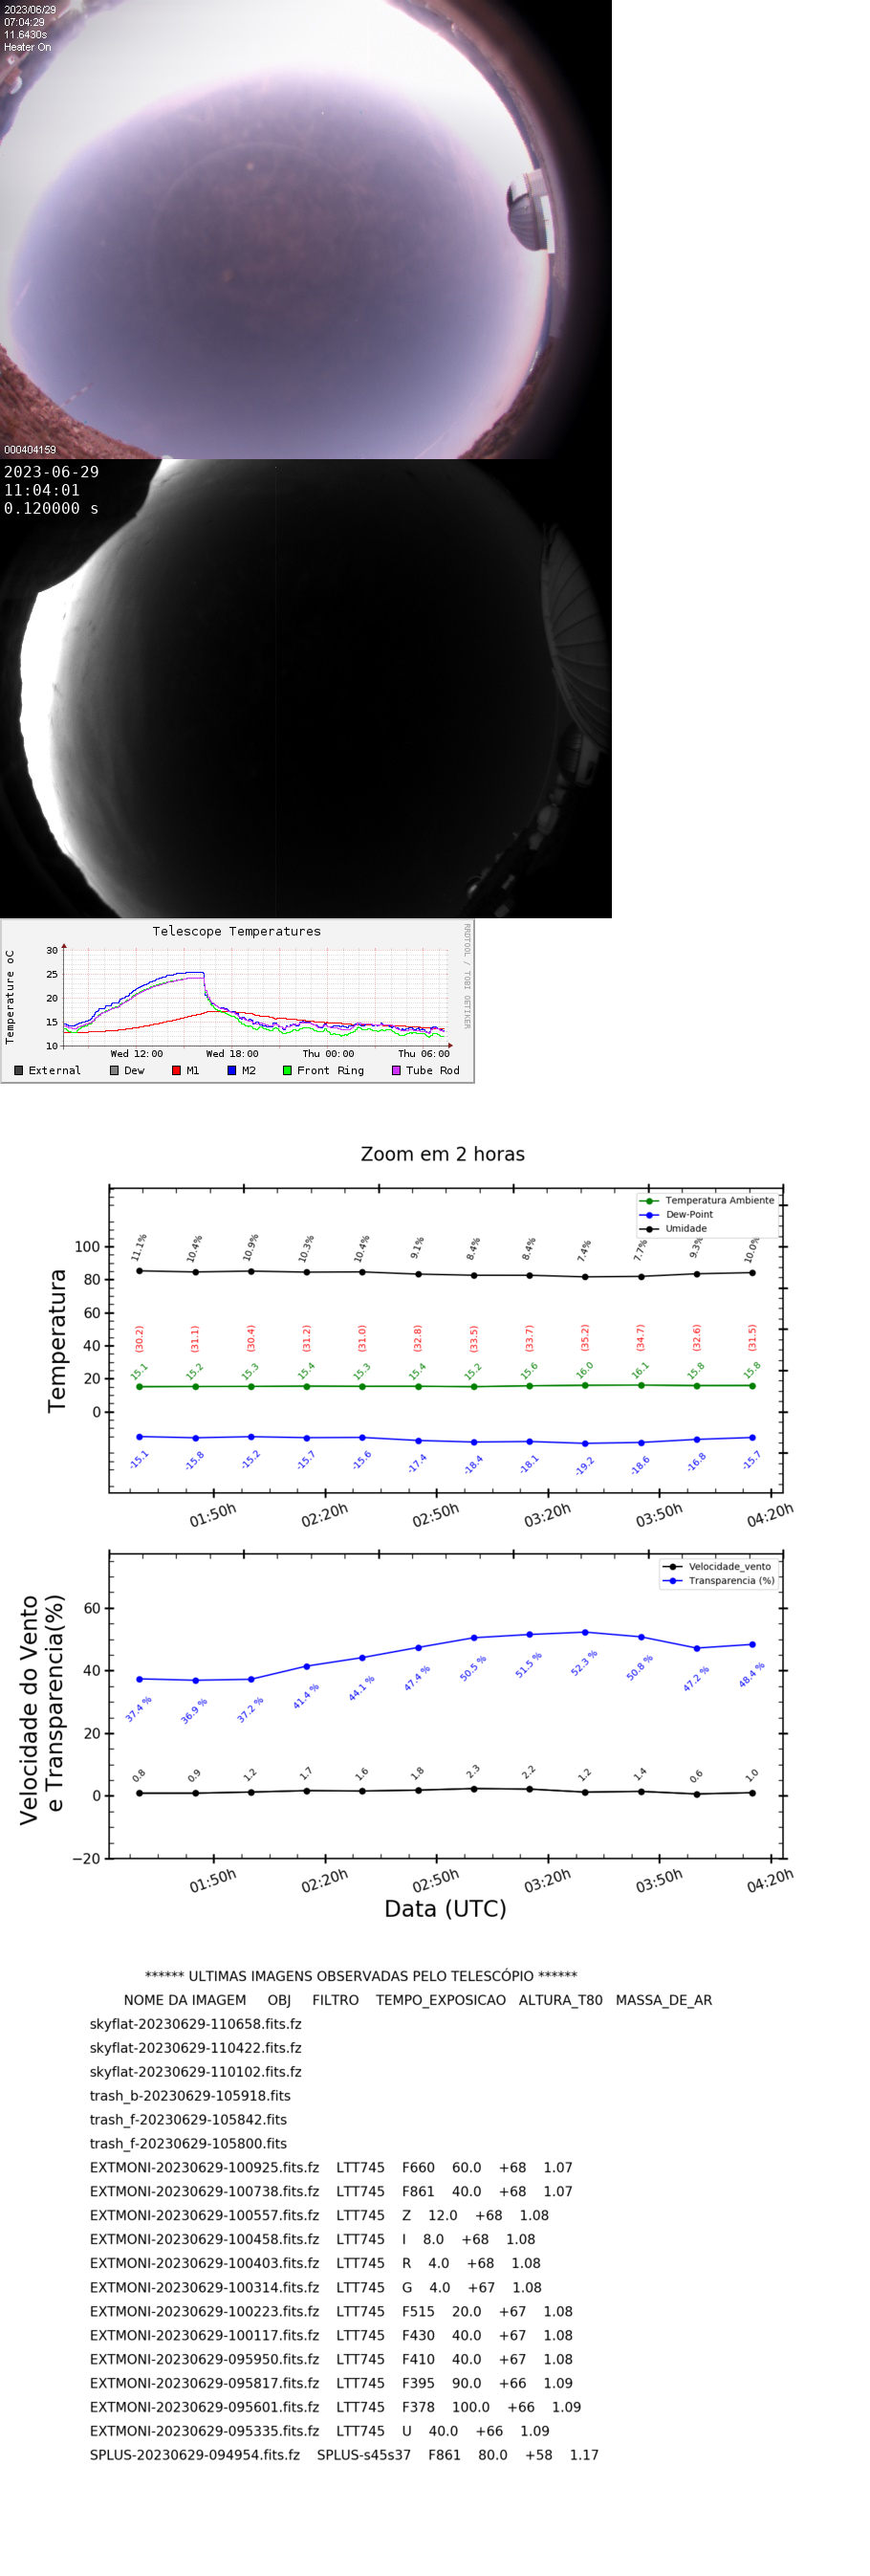 2023/06/29
07:04:29
11.6430s
Heater On
000404159
2023-06-29
11:04:01
0.120000 s
Telescope Temperatures
RRDTOOL / TOBI OETIKER
Temperature oC
30
25
20
15
10
Wed 12:00 Wed 18:00 Thu 00:00 Thu 06:00
External Dew M1 M2 Front Ring Tube Rod
Zoom em 2 horas
Temperatura Ambiente
Dew-Point
Umidade
Temperatura
100
80
60
40
20
0
11.1% 10.4% 10.9% 10.3% 10.4% 9.1% 8.4% 8.4% 7.4% 7.7% 9.3% 10.0%
(30.2) (31.1) (30.4) (31.2) (31.0) (32.8) (33.5) (33.7) (35.2) (34.7) (32.6) (31.5)
15.1 15.2 15.3 15.4 15.3 15.4 15.2 15.6 16.0 16.1 15.8 15.8
-15.1 -15.8 -15.2 -15.7 -15.6 -17.4 -18.4 -18.1 -19.2 -18.6 -16.8 -15.7
01:50h 02:20h 02:50h 03:20h 03:50h 04:20h
Velocidade_vento
Transparencia (%)
Velocidade do Vento
e Transparencia(%)
60
40
20
0
−20
37.4 % 36.9 % 37.2 % 41.4 % 44.1 % 47.4 % 50.5 % 51.5 % 52.3 % 50.8 % 47.2 % 48.4 %
0.8 0.9 1.2 1.7 1.6 1.8 2.3 2.2 1.2 1.4 0.6 1.0
01:50h 02:20h 02:50h 03:20h 03:50h 04:20h
Data (UTC)
****** ULTIMAS IMAGENS OBSERVADAS PELO TELESCÓPIO ******
NOME DA IMAGEM OBJ FILTRO TEMPO_EXPOSICAO ALTURA_T80 MASSA_DE_AR
skyflat-20230629-110658.fits.fz
skyflat-20230629-110422.fits.fz
skyflat-20230629-110102.fits.fz
trash_b-20230629-105918.fits
trash_f-20230629-105842.fits
trash_f-20230629-105800.fits
EXTMONI-20230629-100925.fits.fz LTT745 F660 60.0 +68 1.07
EXTMONI-20230629-100738.fits.fz LTT745 F861 40.0 +68 1.07
EXTMONI-20230629-100557.fits.fz LTT745 Z 12.0 +68 1.08
EXTMONI-20230629-100458.fits.fz LTT745 I 8.0 +68 1.08
EXTMONI-20230629-100403.fits.fz LTT745 R 4.0 +68 1.08
EXTMONI-20230629-100314.fits.fz LTT745 G 4.0 +67 1.08
EXTMONI-20230629-100223.fits.fz LTT745 F515 20.0 +67 1.08
EXTMONI-20230629-100117.fits.fz LTT745 F430 40.0 +67 1.08
EXTMONI-20230629-095950.fits.fz LTT745 F410 40.0 +67 1.08
EXTMONI-20230629-095817.fits.fz LTT745 F395 90.0 +66 1.09
EXTMONI-20230629-095601.fits.fz LTT745 F378 100.0 +66 1.09
EXTMONI-20230629-095335.fits.fz LTT745 U 40.0 +66 1.09
SPLUS-20230629-094954.fits.fz SPLUS-s45s37 F861 80.0 +58 1.17